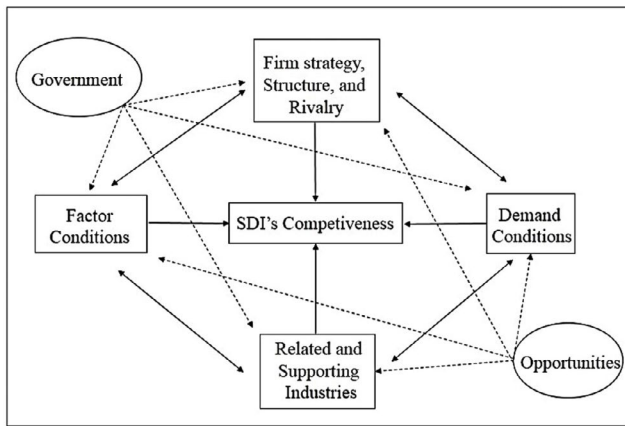 Government
Firm strategy,
Structure, and
Rivalry
Factor
Conditions
SDI's Competiveness
Demand
Conditions
Related and
Supporting
Industries
Opportunities